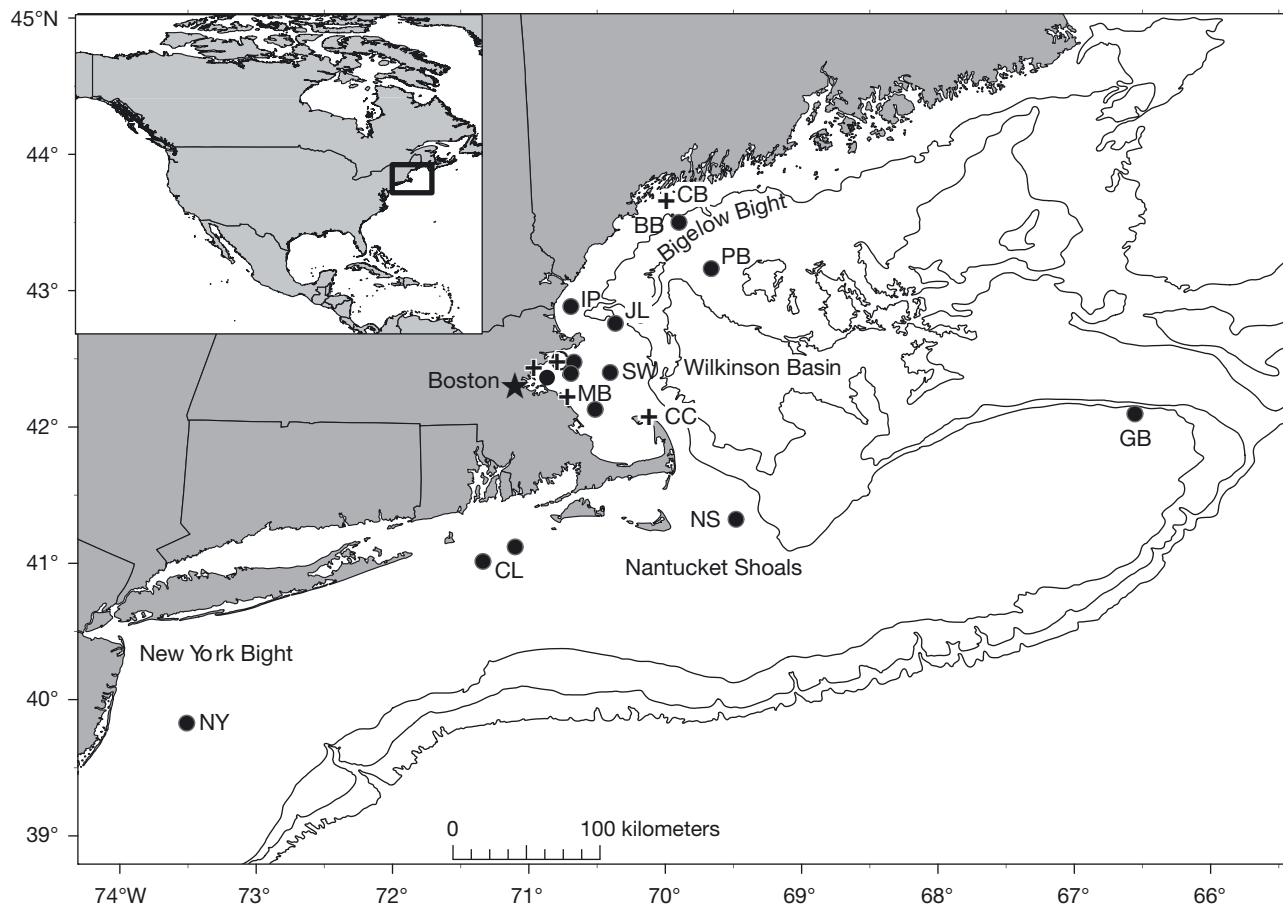 45°N
44°
43°
42°
41°
40°
39°
CB
BB
Bigelow Bight
PB
IP
JL
Boston
SW
Wilkinson Basin
MB
CC
GB
NS
CL
Nantucket Shoals
New York Bight
NY
0 100 kilometers
74°W 73° 72° 71° 70° 69° 68° 67° 66°